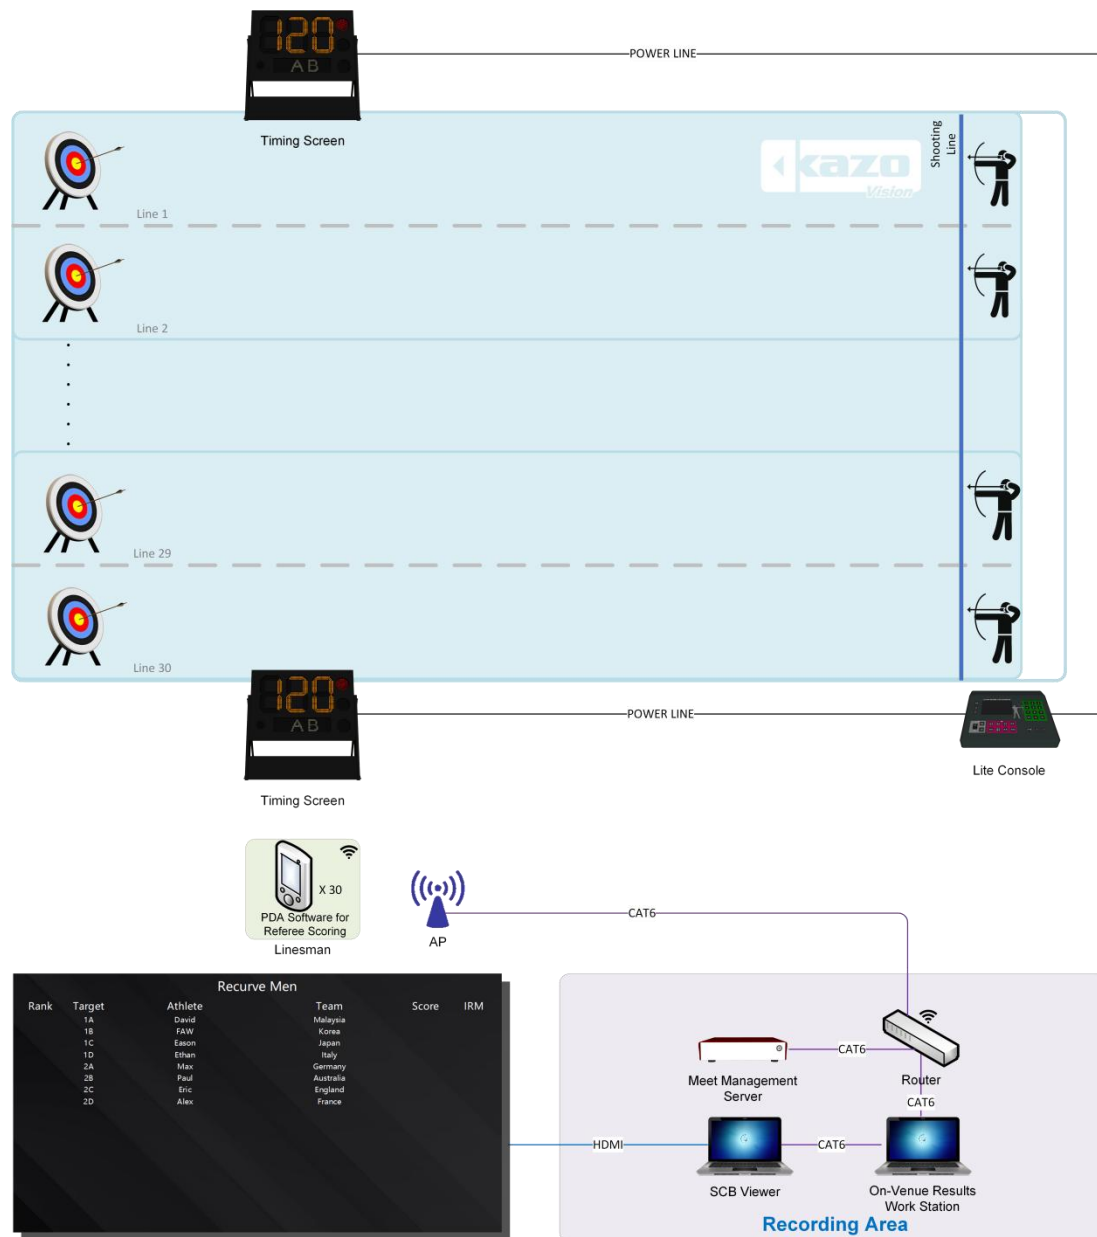 120
AB
POWER LINE
Timing Screen
Shooting
Line
kazo
Vision
Line 1
Line 2
Line 29
Line 30
120
AB
POWER LINE
Timing Screen
Lite Console
X 30
PDA Software for
Referee Scoring
Linesman
AP
CAT6
Recurve Men
Rank Target Athlete Team Score IRM
1A David Malaysia
1B FAW Korea
1C Eason Japan
1D Ethan Italy
2A Max Germany
2B Paul Australia
2C Eric England
2D Alex France
HDMI
Meet Management
Server
CAT6
Router
CAT6
SCB Viewer
CAT6
On-Venue Results
Work Station
Recording Area